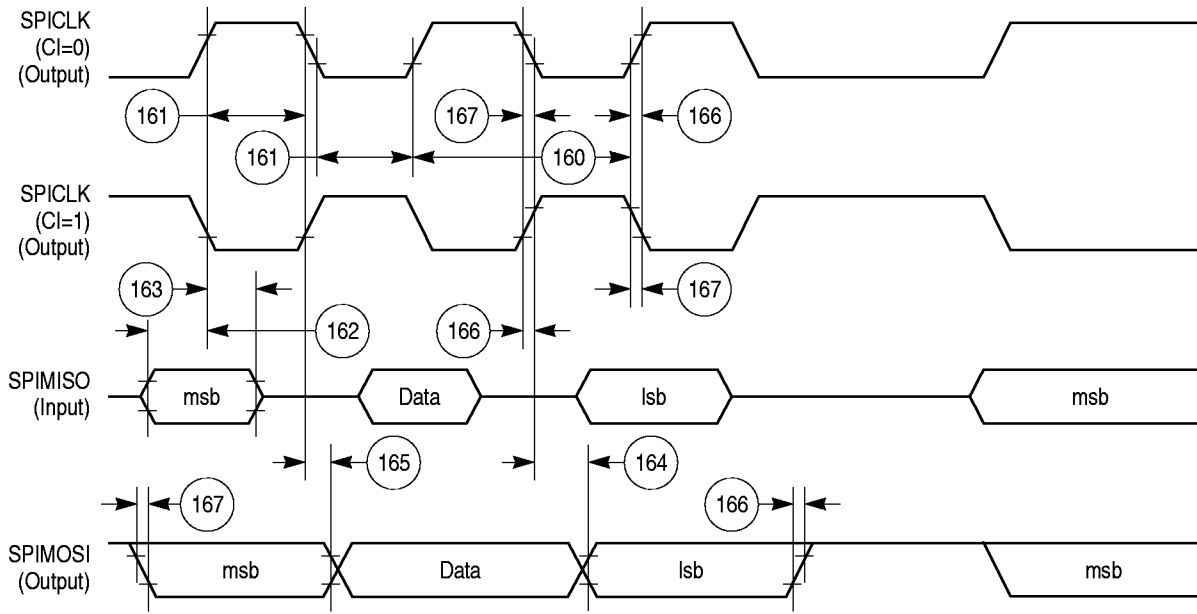 SPICLK
(CI=0)
(Output)
161
167
166
161
160
SPICLK
(CI=1)
(Output)
163
167
162
166
SPIMISO
(Input)
msb
Data
lsb
msb
165
164
167
166
SPIMOSI
(Output)
msb
Data
lsb
msb